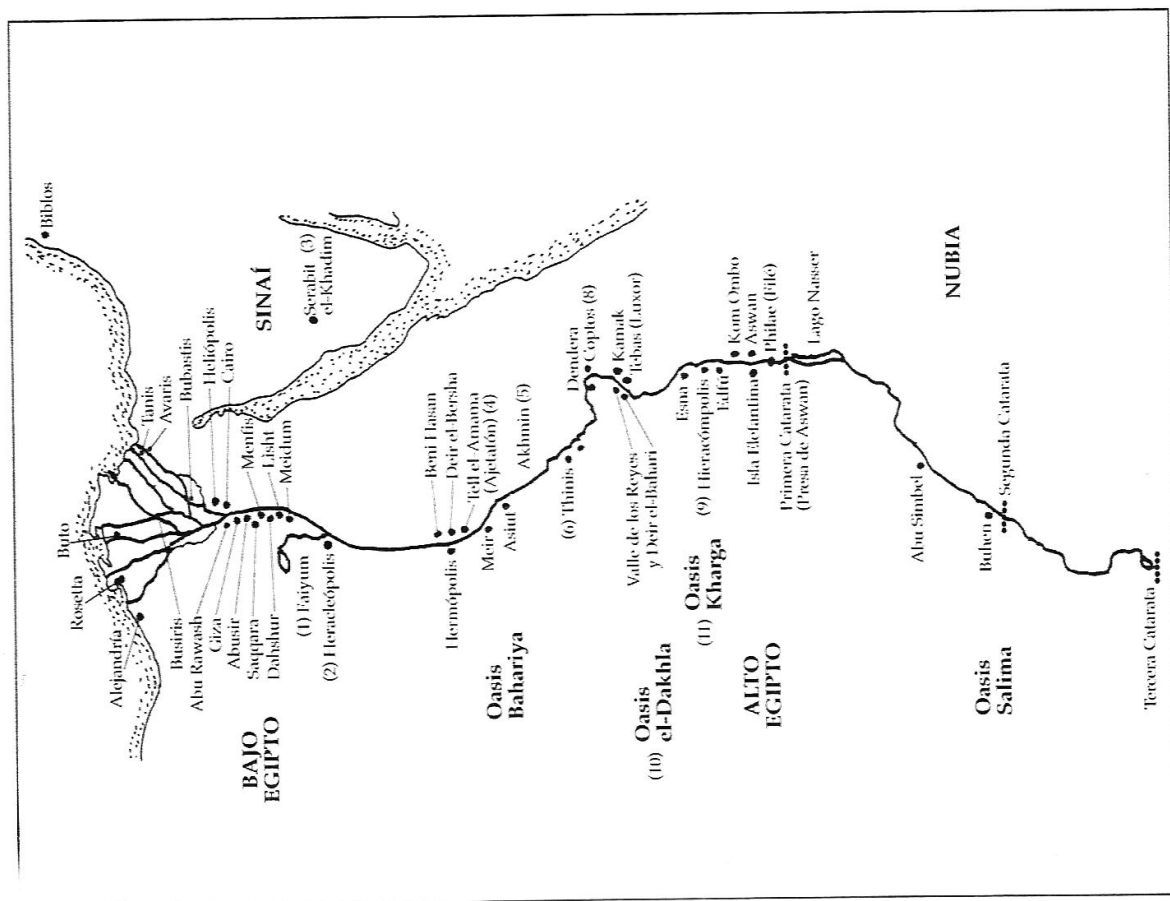 Biblos
Rosetta
Buto
Tanis
Avaris
Bubastis
Heliópolis
Cairo
Alejandría
Busiris
Abu Rawash
Giza
Abusir
Saqqara
Dahshur
Menfis
Lisht
Meidum
SINAÍ
Serabit (3)
el-Khadim
BAJO
EGIPTO
(1) Faiyum
(2) Heracleópolis
Beni Hasan
Deir el-Bersha
Tell el-Amarna
(Ajetatón) (4)
Hermópolis
Meir
Asiut
Akhmin (5)
Oasis
Bahariya
(6) Thinis
Dendera
Coptos (8)
Karnak
Tebas (Luxor)
Valle de los Reyes
y Deir el-Bahari
Oasis
(10) el-Dakhla
Oasis
(11) Kharga
Esna
(9) Hieracómpolis
Edfú
Kom Ombo
Aswan
Philae (Filé)
Isla Elefantina
Primera Catarata
(Presa de Aswan)
Lago Nasser
ALTO
EGIPTO
NUBIA
Abu Simbel
Buhen
Segunda Catarata
Oasis
Salima
Tercera Catarata